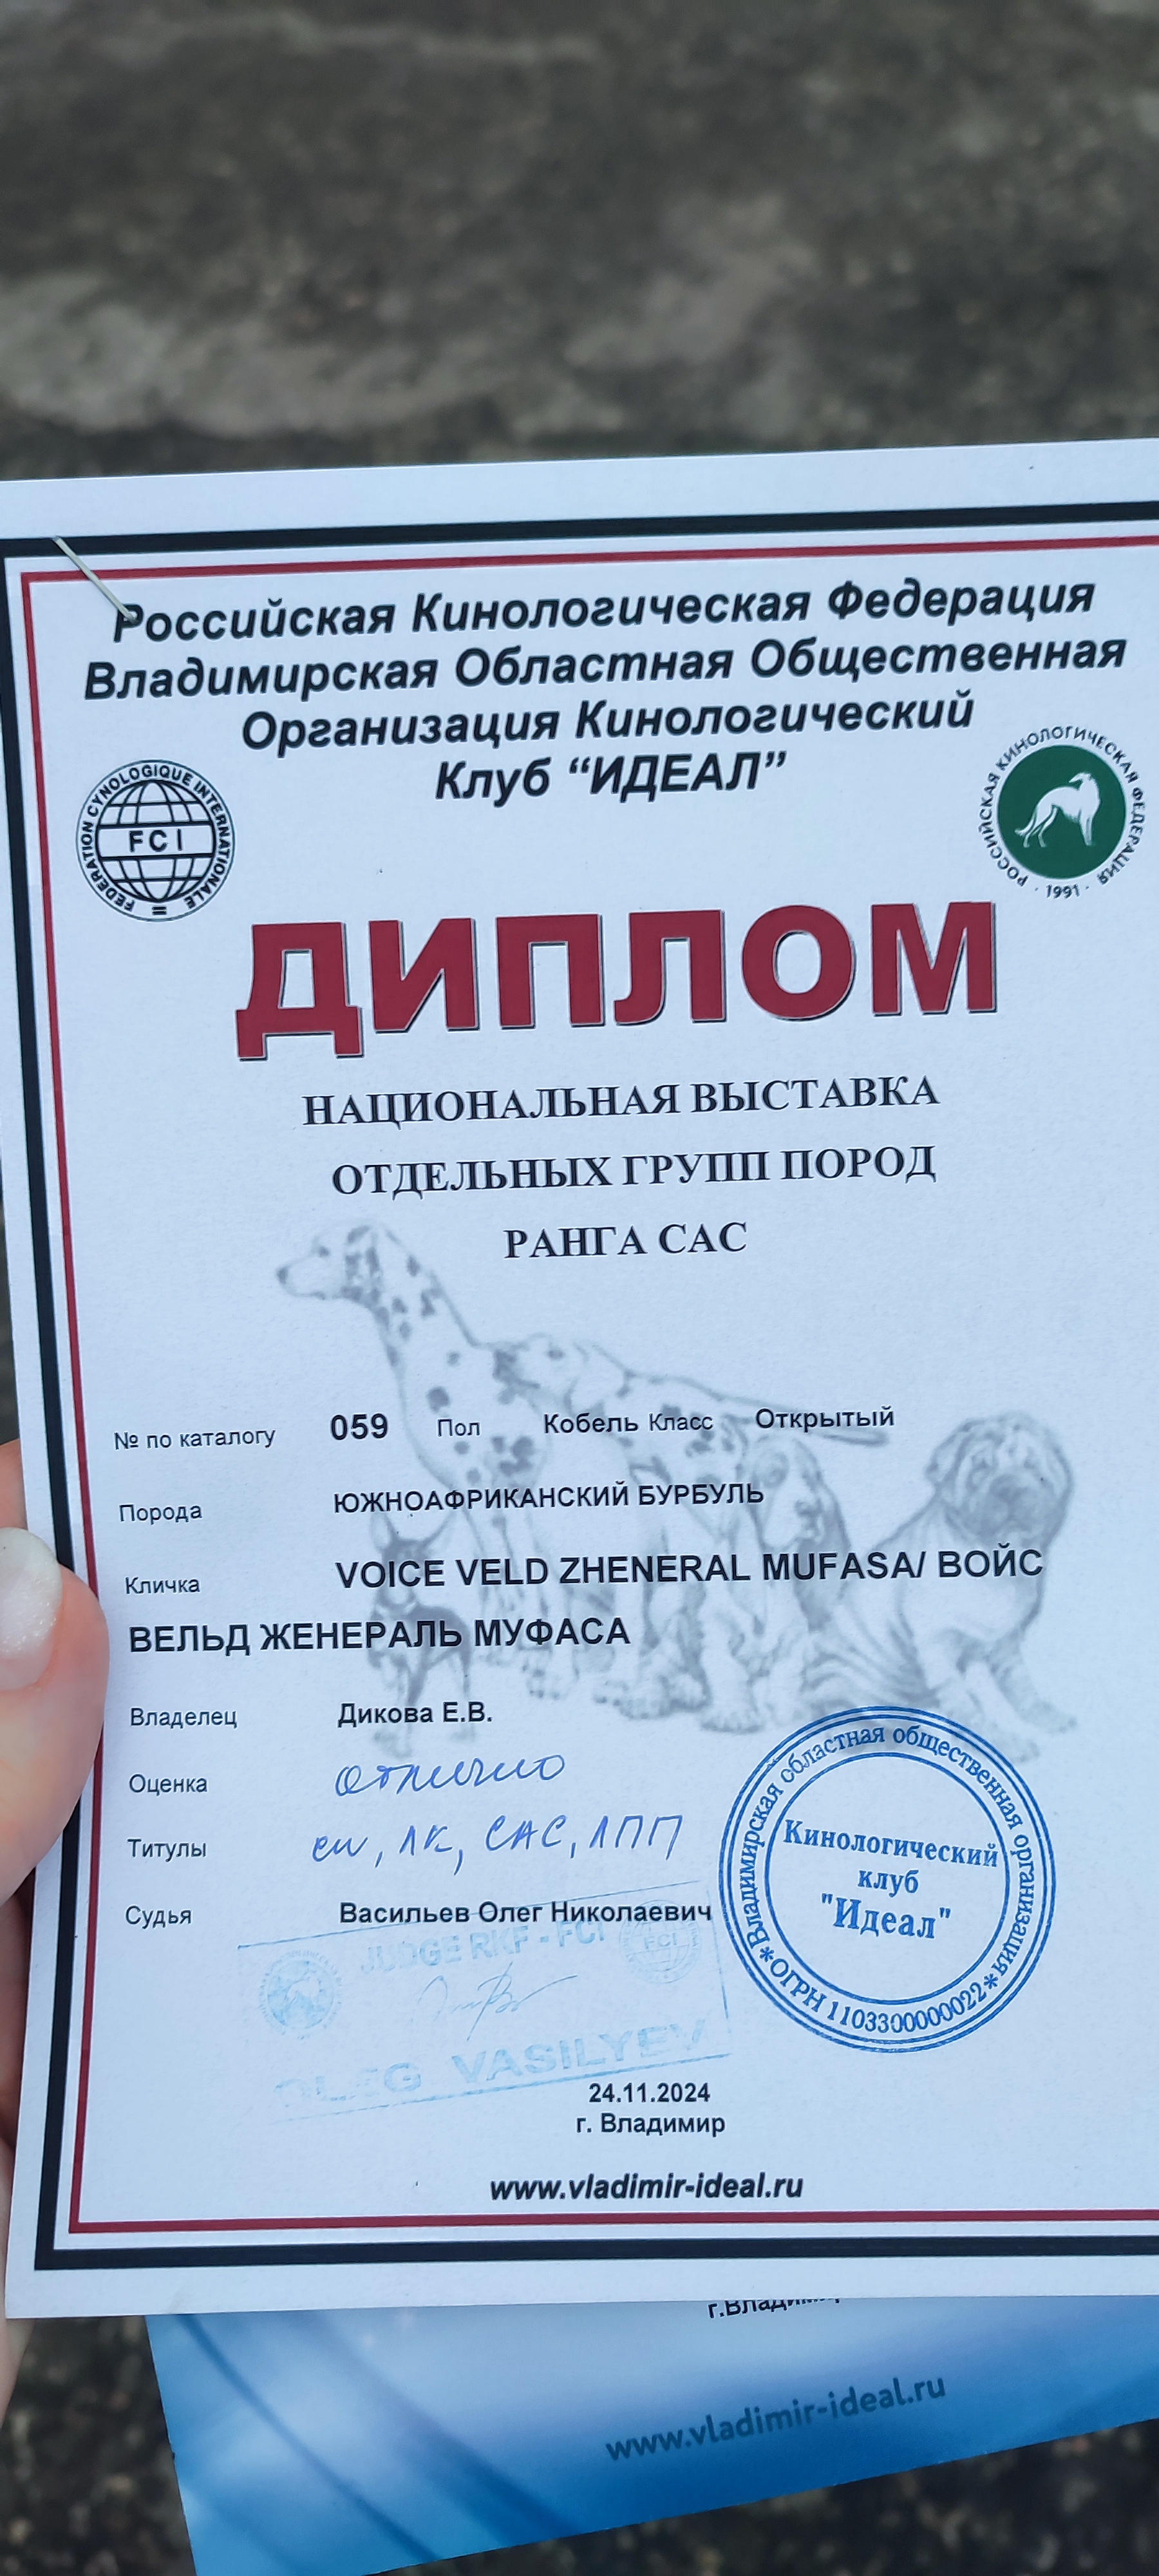 Российская Кинологическая Федерация
Владимирская Областная Общественная
Организация Кинологический
Клуб “ИДЕАЛ”
FEDERATION CYNOLOGIQUE INTERNATIONALE
FCI
РОССИЙСКАЯ КИНОЛОГИЧЕСКАЯ ФЕДЕРАЦИЯ
· 1991 ·
ДИПЛОМ
НАЦИОНАЛЬНАЯ ВЫСТАВКА
ОТДЕЛЬНЫХ ГРУПП ПОРОД
РАНГА САС
№ по каталогу 059 Пол Кобель Класс Открытый
Порода ЮЖНОАФРИКАНСКИЙ БУРБУЛЬ
Кличка VOICE VELD ZHENERAL MUFASA/ ВОЙС
ВЕЛЬД ЖЕНЕРАЛЬ МУФАСА
Владелец Дикова Е.В.
Оценка отлично
Титулы CW, ЛК, САС, ЛПП
Судья Васильев Олег Николаевич
JUDGE RKF - FCI
FCI
OLEG VASILYEV
*Владимирская областная общественная организация*
ОГРН 1103300000022
Кинологический
клуб
"Идеал"
24.11.2024
г. Владимир
www.vladimir-ideal.ru
г.Владимир
www.vladimir-ideal.ru